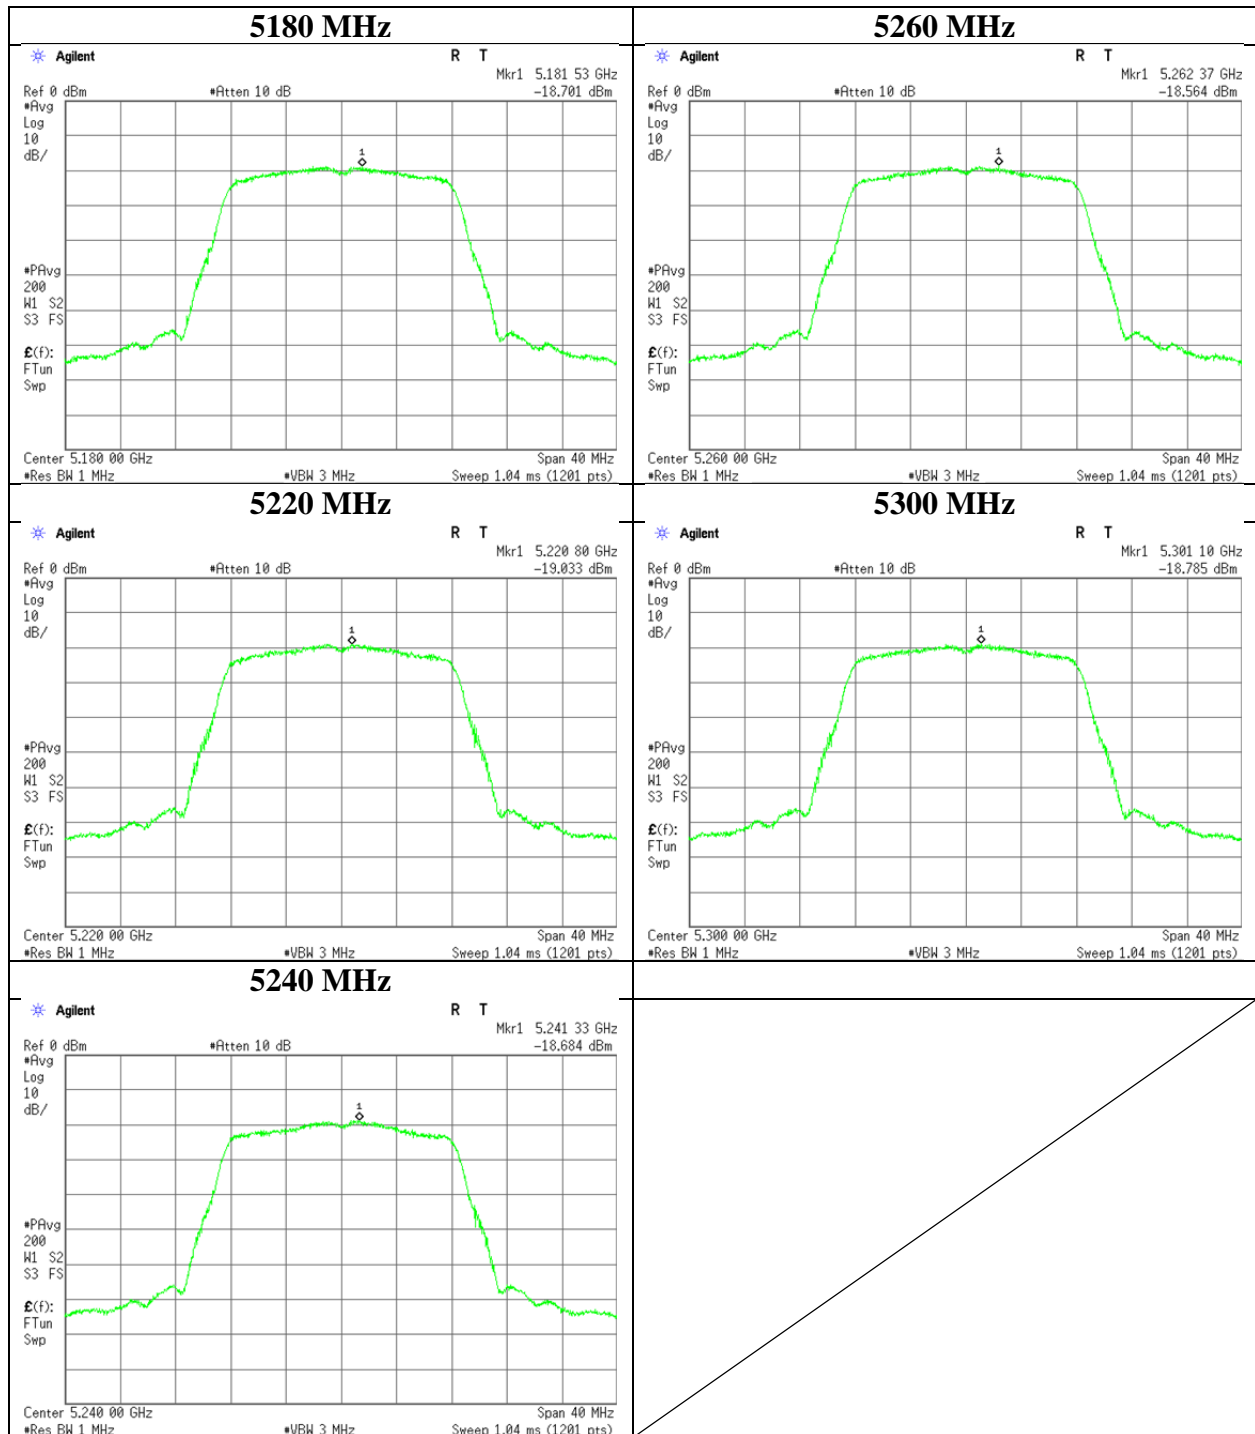 5180 MHz
Agilent R T
Mkr1 5.181 53 GHz
Ref 0 dBm #Atten 10 dB -18.701 dBm
#Avg
Log
10
dB/
1
#PAvg
200
W1 S2
S3 FS
£(f):
FTun
Swp
Center 5.180 00 GHz Span 40 MHz
#Res BW 1 MHz #VBW 3 MHz Sweep 1.04 ms (1201 pts)
5260 MHz
Agilent R T
Mkr1 5.262 37 GHz
Ref 0 dBm #Atten 10 dB -18.564 dBm
#Avg
Log
10
dB/
1
#PAvg
200
W1 S2
S3 FS
£(f):
FTun
Swp
Center 5.260 00 GHz Span 40 MHz
#Res BW 1 MHz #VBW 3 MHz Sweep 1.04 ms (1201 pts)
5220 MHz
Agilent R T
Mkr1 5.220 80 GHz
Ref 0 dBm #Atten 10 dB -19.033 dBm
#Avg
Log
10
dB/
1
#PAvg
200
W1 S2
S3 FS
£(f):
FTun
Swp
Center 5.220 00 GHz Span 40 MHz
#Res BW 1 MHz #VBW 3 MHz Sweep 1.04 ms (1201 pts)
5300 MHz
Agilent R T
Mkr1 5.301 10 GHz
Ref 0 dBm #Atten 10 dB -18.785 dBm
#Avg
Log
10
dB/
1
#PAvg
200
W1 S2
S3 FS
£(f):
FTun
Swp
Center 5.300 00 GHz Span 40 MHz
#Res BW 1 MHz #VBW 3 MHz Sweep 1.04 ms (1201 pts)
5240 MHz
Agilent R T
Mkr1 5.241 33 GHz
Ref 0 dBm #Atten 10 dB -18.684 dBm
#Avg
Log
10
dB/
1
#PAvg
200
W1 S2
S3 FS
£(f):
FTun
Swp
Center 5.240 00 GHz Span 40 MHz
#Res BW 1 MHz #VBW 3 MHz Sweep 1.04 ms (1201 pts)